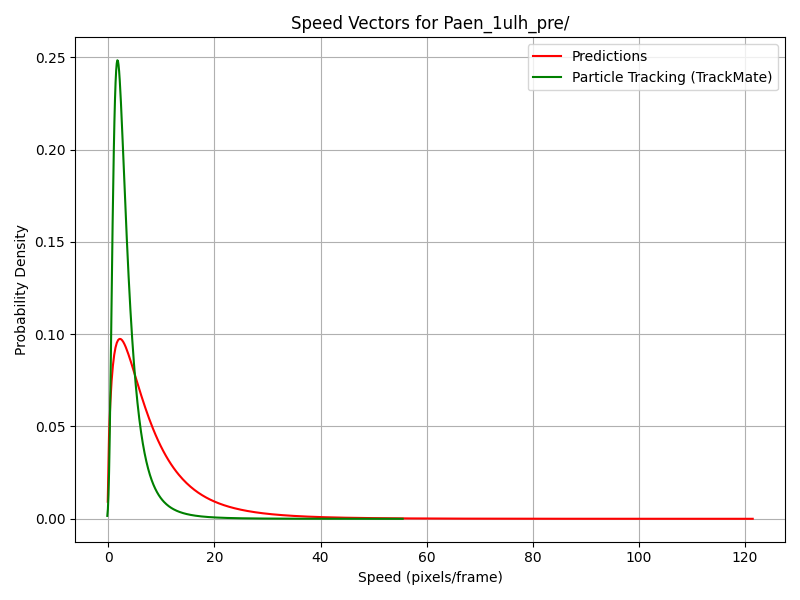 Speed Vectors for Paen_1ulh_pre/
Predictions
Particle Tracking (TrackMate)
Probability Density
0.25
0.20
0.15
0.10
0.05
0.00
0 20 40 60 80 100 120
Speed (pixels/frame)